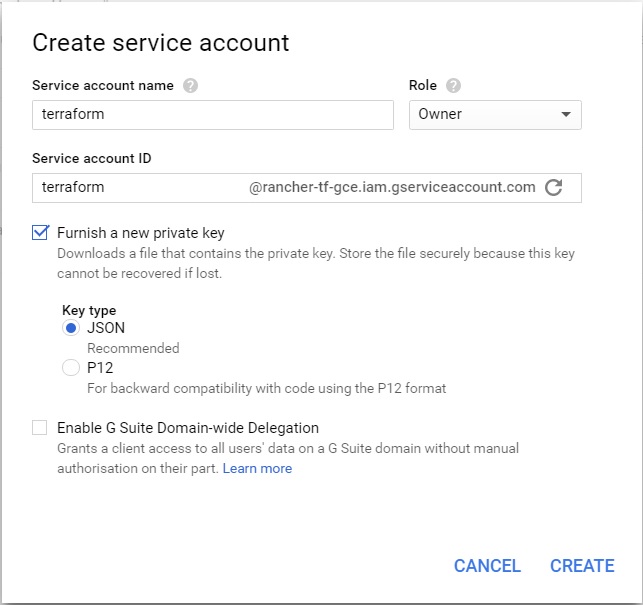 Create service account
Service account name ? Role ?
terraform Owner
Service account ID
terraform @rancher-tf-gce.iam.gserviceaccount.com
Furnish a new private key
Downloads a file that contains the private key. Store the file securely because this key
cannot be recovered if lost.
Key type
JSON
Recommended
P12
For backward compatibility with code using the P12 format
Enable G Suite Domain-wide Delegation
Grants a client access to all users' data on a G Suite domain without manual
authorisation on their part. Learn more
CANCEL CREATE